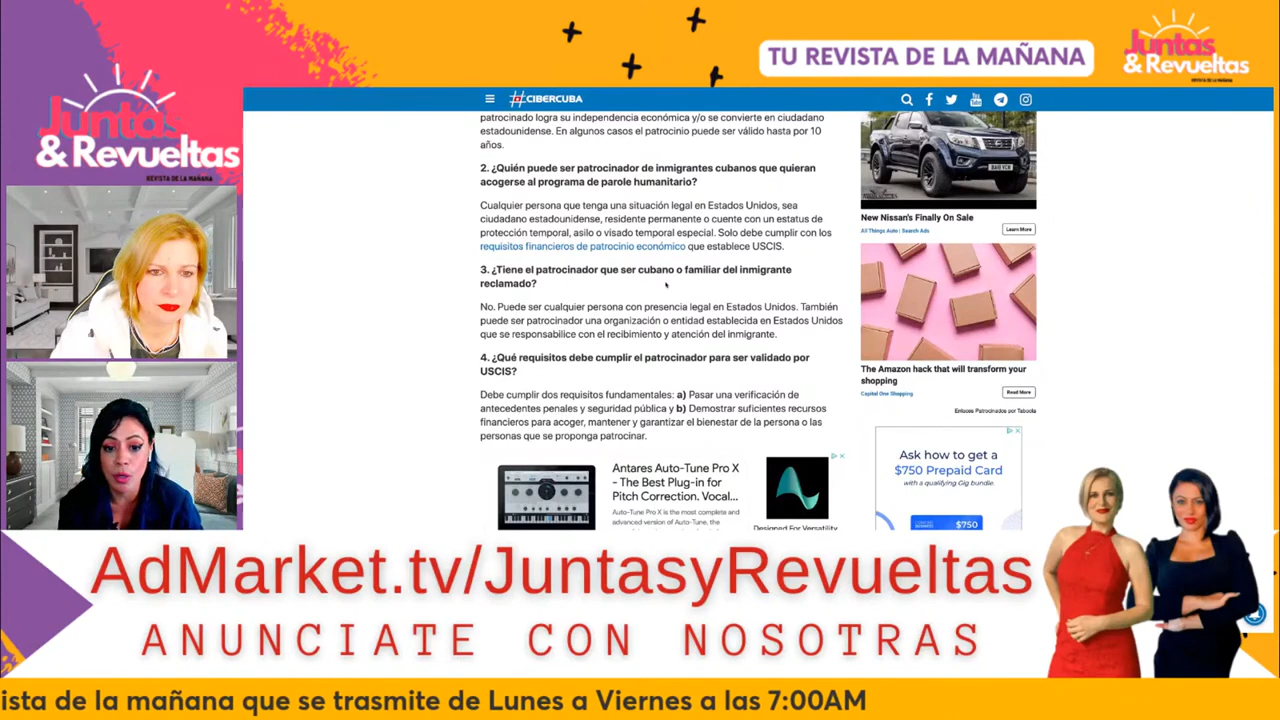 TU REVISTA DE LA MAÑANA
Juntas
& Revueltas
REVISTA DE LA MAÑANA
Juntas
& Revueltas
REVISTA DE LA MAÑANA
#CIBERCUBA
patrocinado logra su independencia económica y/o se convierte en ciudadano
estadounidense. En algunos casos el patrocinio puede ser válido hasta por 10
años.
2. ¿Quién puede ser patrocinador de inmigrantes cubanos que quieran
acogerse al programa de parole humanitario?
Cualquier persona que tenga una situación legal en Estados Unidos, sea
ciudadano estadounidense, residente permanente o cuente con un estatus de
protección temporal, asilo o visado temporal especial. Solo debe cumplir con los
requisitos financieros de patrocinio económico que establece USCIS.
3. ¿Tiene el patrocinador que ser cubano o familiar del inmigrante
reclamado?
No. Puede ser cualquier persona con presencia legal en Estados Unidos. También
puede ser patrocinador una organización o entidad establecida en Estados Unidos
que se responsabilice con el recibimiento y atención del inmigrante.
4. ¿Qué requisitos debe cumplir el patrocinador para ser validado por
USCIS?
Debe cumplir dos requisitos fundamentales: a) Pasar una verificación de
antecedentes penales y seguridad pública y b) Demostrar suficientes recursos
financieros para acoger, mantener y garantizar el bienestar de la persona o las
personas que se proponga patrocinar.
Antares Auto-Tune Pro X
- The Best Plug-in for
Pitch Correction. Vocal...
Auto-Tune Pro X is the most complete and
advanced version of Auto-Tune, the
Designed For Versatility
New Nissan's Finally On Sale
All Things Auto | Search Ads
Learn More
The Amazon hack that will transform your
shopping
Capital One Shopping
Read More
Enlaces Patrocinados por Taboola
Ask how to get a
$750 Prepaid Card
with a qualifying Gig bundle.
$750
AdMarket.tv/JuntasyRevueltas
ANUNCIATE CON NOSOTRAS
ista de la mañana que se trasmite de Lunes a Viernes a las 7:00AM